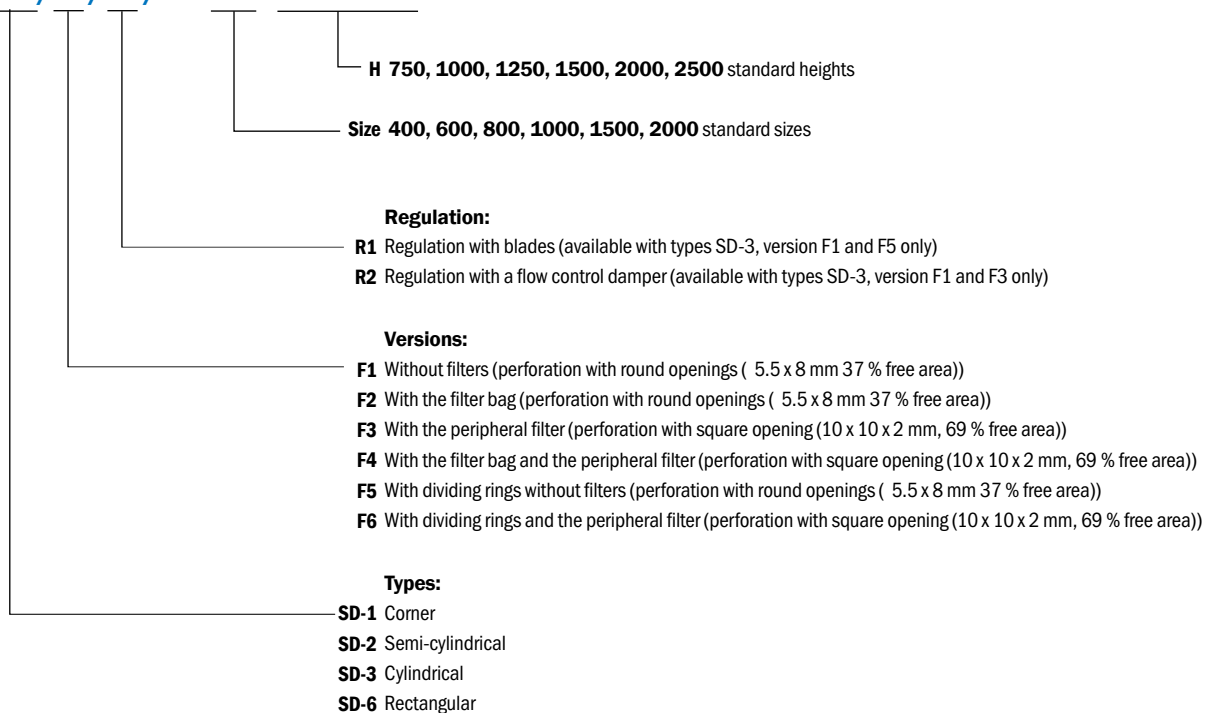 H 750, 1000, 1250, 1500, 2000, 2500 standard heights
Size 400, 600, 800, 1000, 1500, 2000 standard sizes
Regulation:
R1 Regulation with blades (available with types SD-3, version F1 and F5 only)
R2 Regulation with a flow control damper (available with types SD-3, version F1 and F3 only)
Versions:
F1 Without filters (perforation with round openings ( 5.5 x 8 mm 37 % free area))
F2 With the filter bag (perforation with round openings ( 5.5 x 8 mm 37 % free area))
F3 With the peripheral filter (perforation with square opening (10 x 10 x 2 mm, 69 % free area))
F4 With the filter bag and the peripheral filter (perforation with square opening (10 x 10 x 2 mm, 69 % free area))
F5 With dividing rings without filters (perforation with round openings ( 5.5 x 8 mm 37 % free area))
F6 With dividing rings and the peripheral filter (perforation with square opening (10 x 10 x 2 mm, 69 % free area))
Types:
SD-1 Corner
SD-2 Semi-cylindrical
SD-3 Cylindrical
SD-6 Rectangular